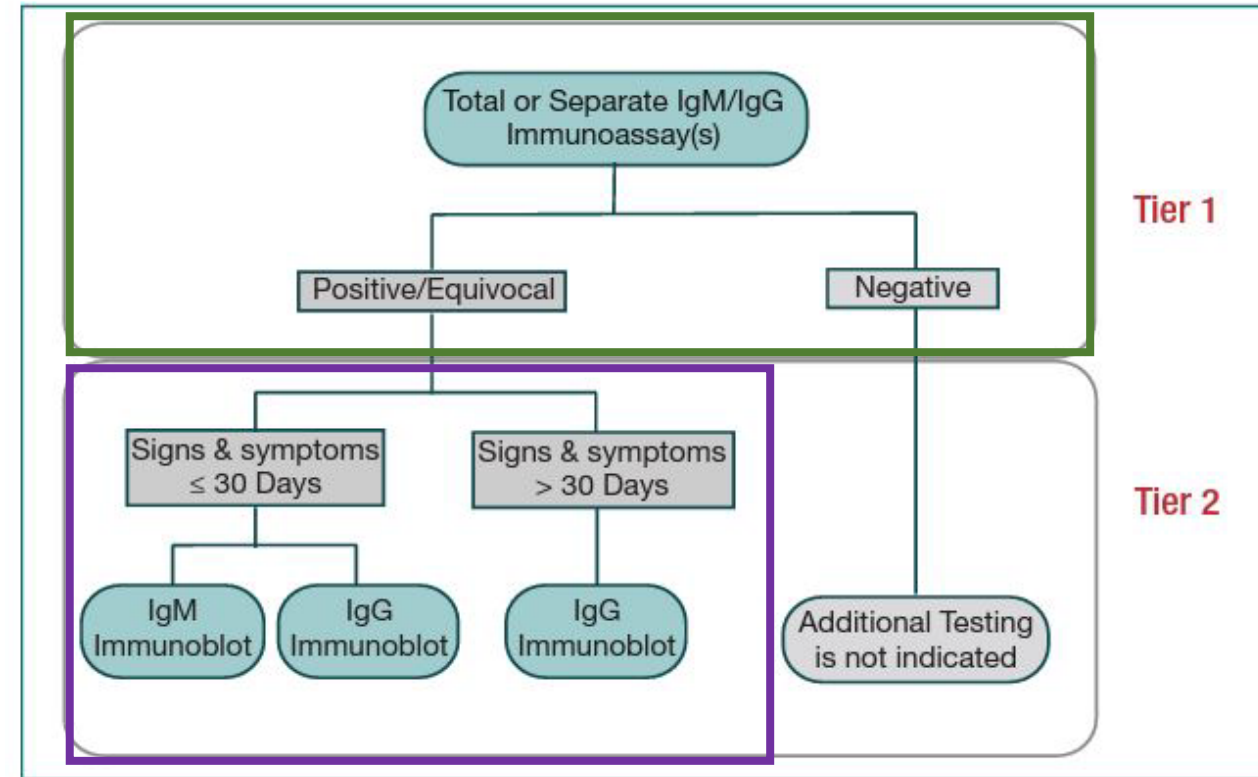 Total or Separate IgM/IgG
Immunoassay(s)
Tier 1
Positive/Equivocal
Negative
Signs & symptoms
≤ 30 Days
Signs & symptoms
> 30 Days
Tier 2
IgM
Immunoblot
IgG
Immunoblot
IgG
Immunoblot
Additional Testing
is not indicated